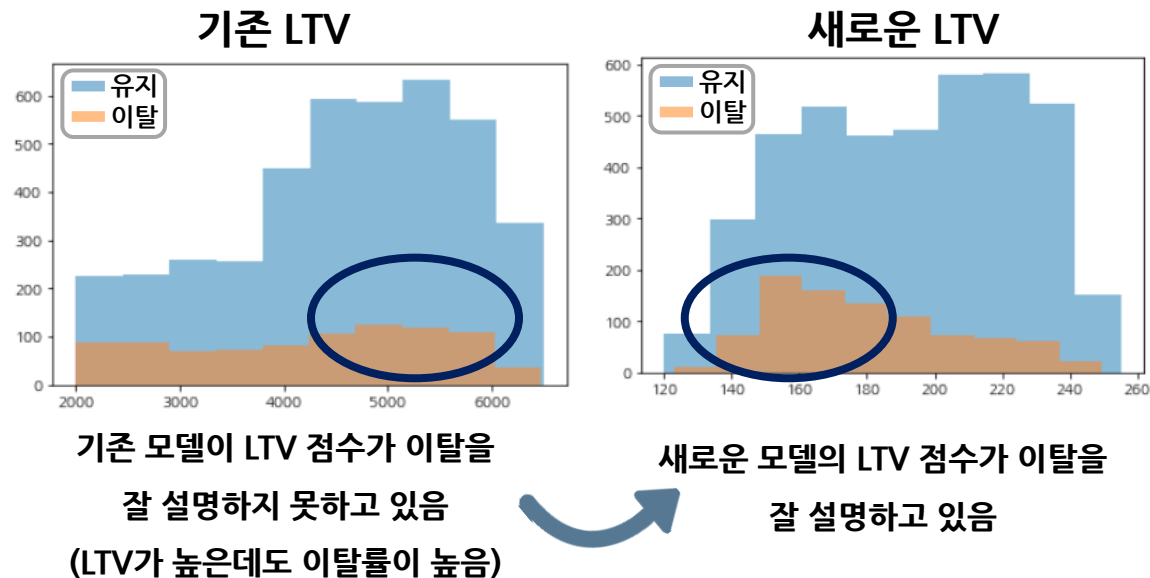 기존 LTV
새로운 LTV
유지
이탈
600
500
400
300
200
100
0
2000
3000
4000
5000
6000
유지
이탈
600
500
400
300
200
100
0
120
140
160
180
200
220
240
260
기존 모델이 LTV 점수가 이탈을
잘 설명하지 못하고 있음
(LTV가 높은데도 이탈률이 높음)
새로운 모델의 LTV 점수가 이탈을
잘 설명하고 있음